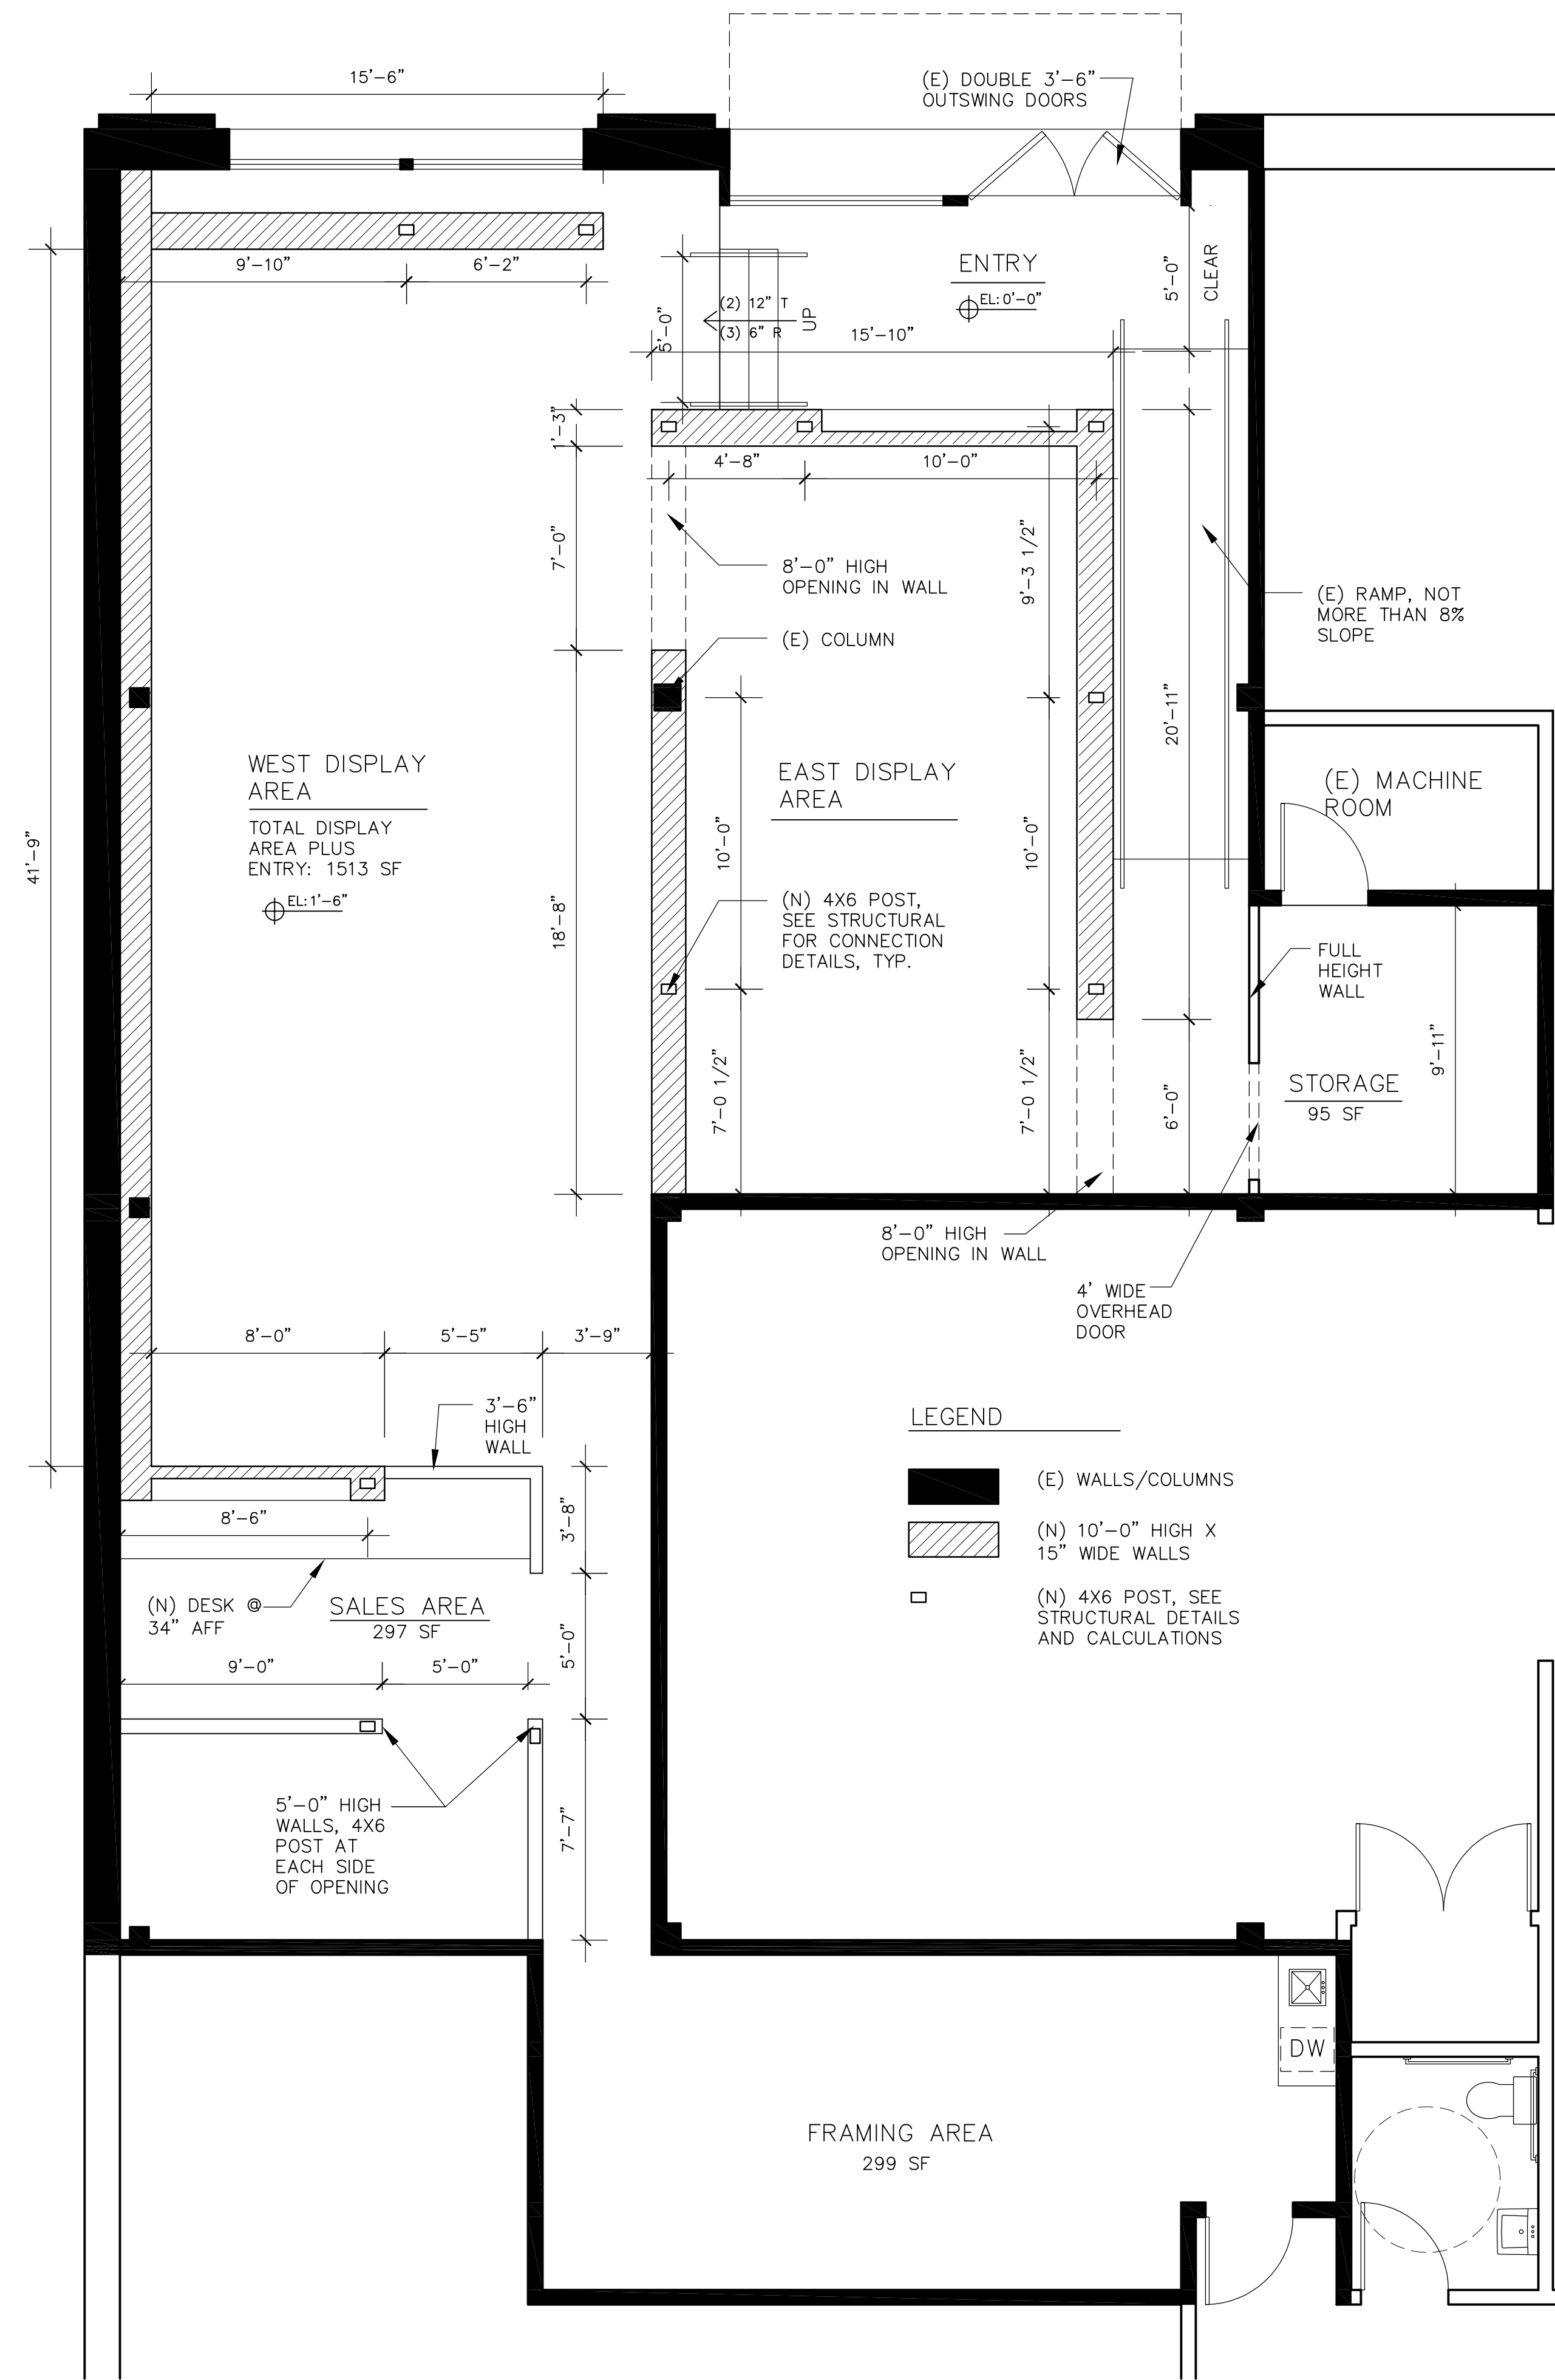 15'-6"
(E) DOUBLE 3'-6"
OUTSWING DOORS
9'-10"
6'-2"
5'-0"
(2) 12" T
(3) 6" R
UP
ENTRY
EL: 0'-0"
15'-10"
5'-0"
CLEAR
1'-3"
4'-8"
10'-0"
7'-0"
8'-0" HIGH
OPENING IN WALL
9'-3 1/2"
(E) RAMP, NOT
MORE THAN 8%
SLOPE
(E) COLUMN
20'-11"
41'-9"
WEST DISPLAY
AREA
TOTAL DISPLAY
AREA PLUS
ENTRY: 1513 SF
EL: 1'-6"
EAST DISPLAY
AREA
(E) MACHINE
ROOM
10'-0"
10'-0"
18'-8"
(N) 4X6 POST,
SEE STRUCTURAL
FOR CONNECTION
DETAILS, TYP.
FULL
HEIGHT
WALL
9'-11"
7'-0 1/2"
7'-0 1/2"
6'-0"
STORAGE
95 SF
8'-0" HIGH
OPENING IN WALL
4' WIDE
OVERHEAD
DOOR
8'-0"
5'-5"
3'-9"
3'-6"
HIGH
WALL
LEGEND
(E) WALLS/COLUMNS
(N) 10'-0" HIGH X
15" WIDE WALLS
(N) 4X6 POST, SEE
STRUCTURAL DETAILS
AND CALCULATIONS
8'-6"
3'-8"
(N) DESK @
34" AFF
SALES AREA
297 SF
5'-0"
9'-0"
5'-0"
5'-0" HIGH
WALLS, 4X6
POST AT
EACH SIDE
OF OPENING
7'-7"
DW
FRAMING AREA
299 SF